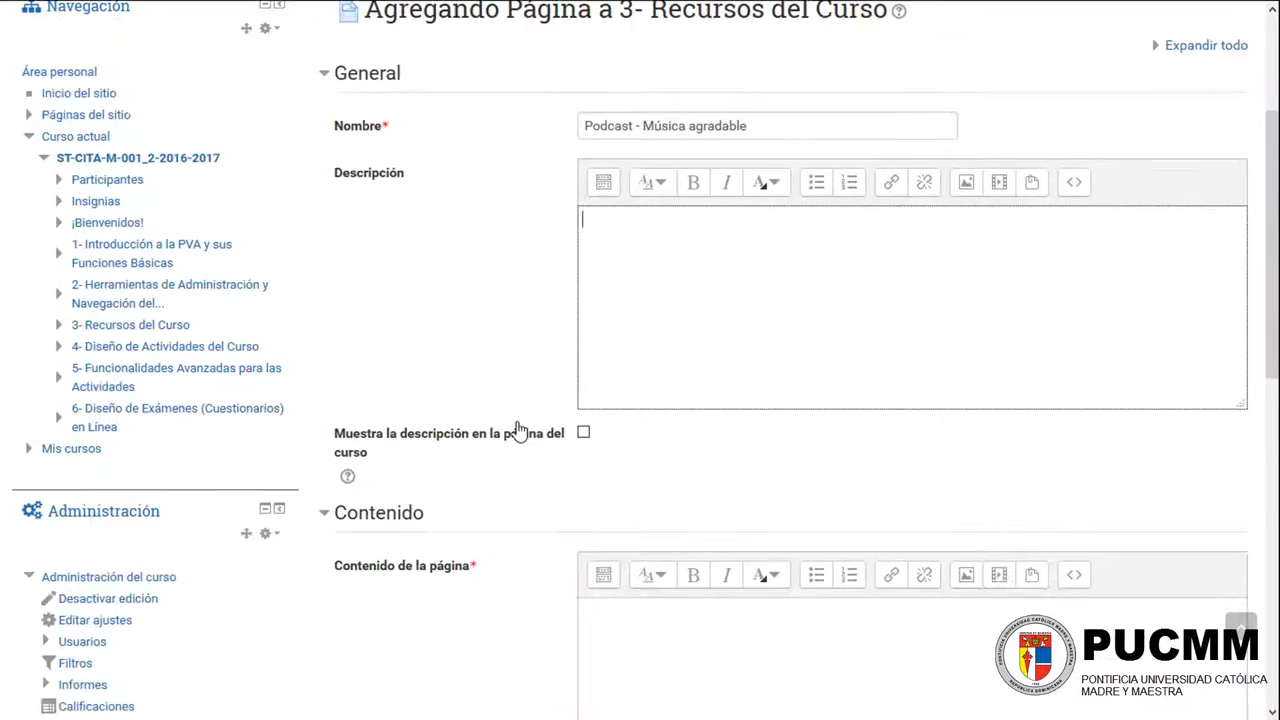 Navegación
Agregando Página a 3- Recursos del Curso
Expandir todo
Área personal
Inicio del sitio
Páginas del sitio
Curso actual
ST-CITA-M-001_2-2016-2017
Participantes
Insignias
¡Bienvenidos!
1- Introducción a la PVA y sus
Funciones Básicas
2- Herramientas de Administración y
Navegación del...
3- Recursos del Curso
4- Diseño de Actividades del Curso
5- Funcionalidades Avanzadas para las
Actividades
6- Diseño de Exámenes (Cuestionarios)
en Línea
Mis cursos
Administración
Administración del curso
Desactivar edición
Editar ajustes
Usuarios
Filtros
Informes
Calificaciones
General
Nombre*
Podcast - Música agradable
Descripción
Muestra la descripción en la página del
curso
Contenido
Contenido de la página*
PUCMM
PONTIFICIA UNIVERSIDAD CATÓLICA
MADRE Y MAESTRA